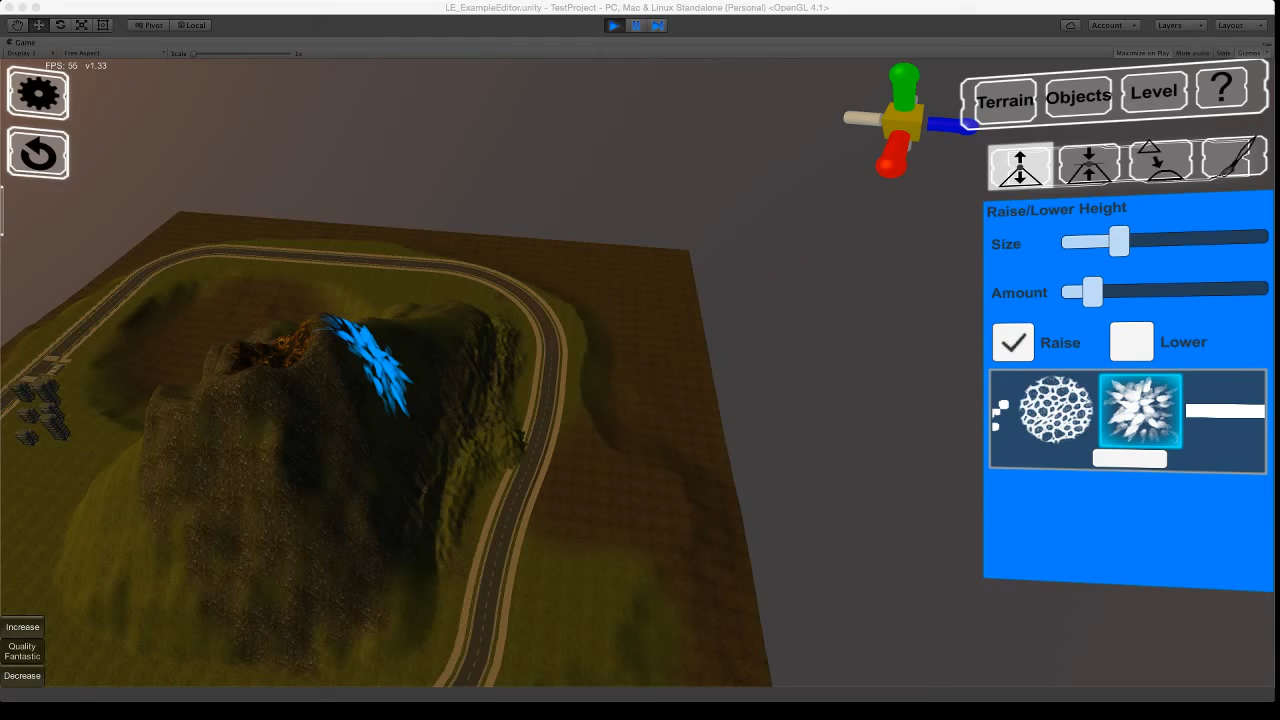 LE_ExampleEditor.unity - TestProject - PC, Mac & Linux Standalone (Personal) <OpenGL 4.1>
Pivot Local Account Layers Layout
Game
Display 1 Free Aspect Scale 1x Maximize on Play Mute audio Stats Gizmos
FPS: 55 v1.33
Terrain Objects Level ?
Raise/Lower Height
Size
Amount
Raise Lower
Increase
Quality
Fantastic
Decrease